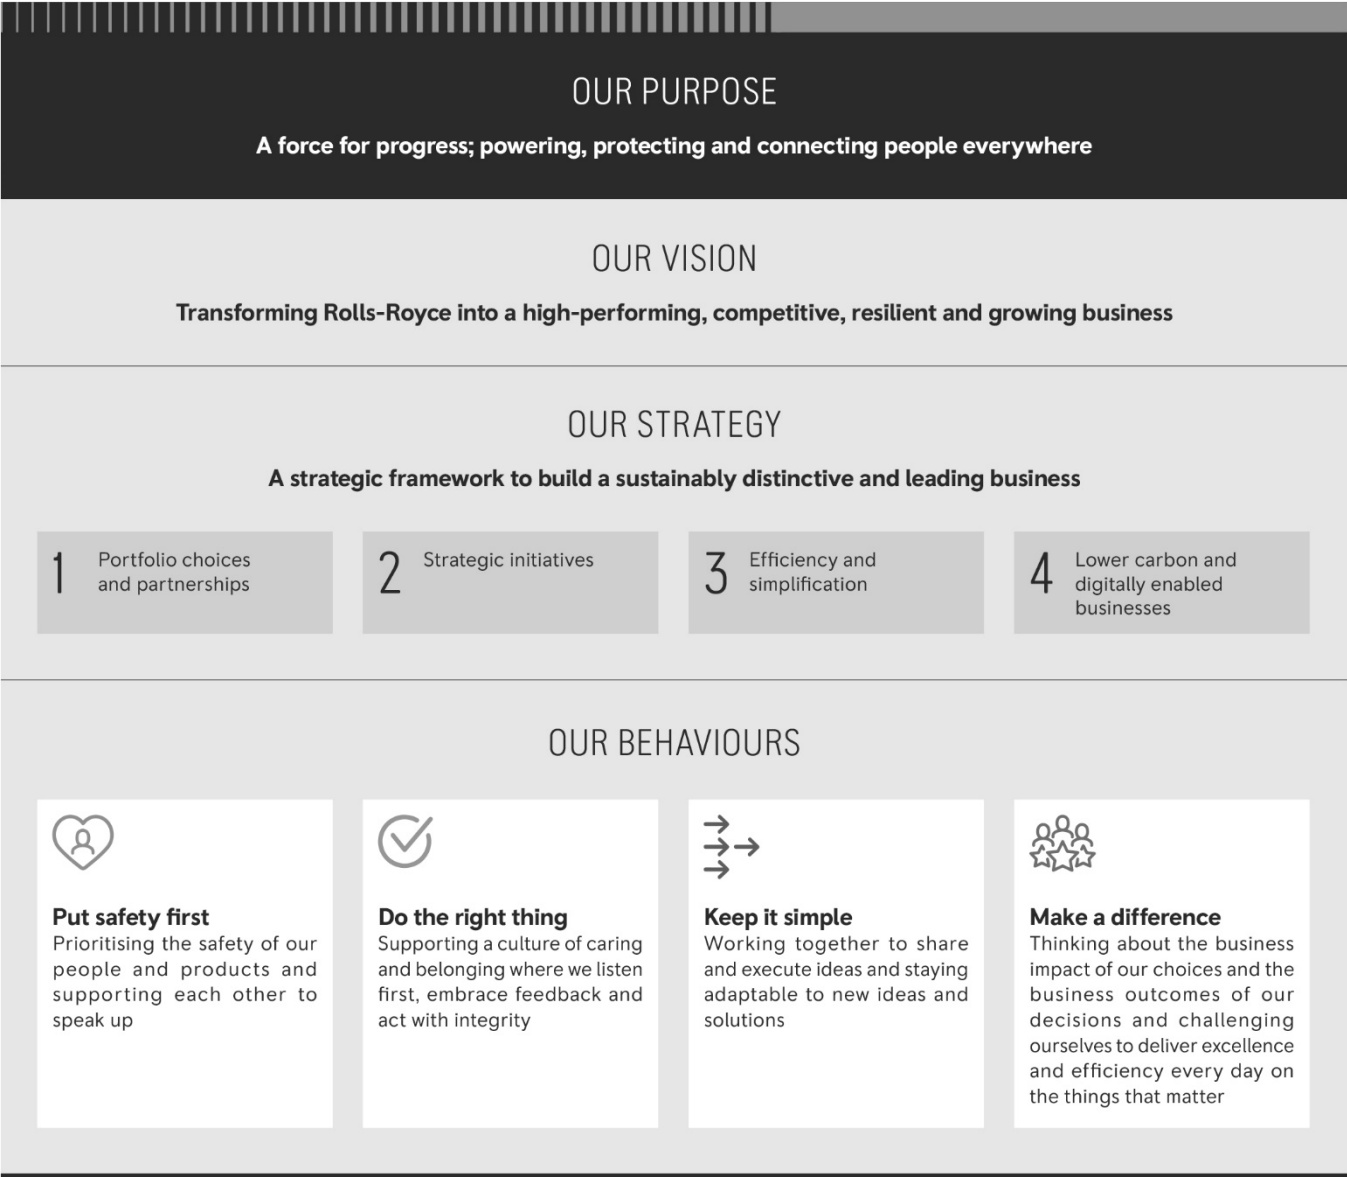 OUR PURPOSE
A force for progress; powering, protecting and connecting people everywhere
OUR VISION
Transforming Rolls-Royce into a high-performing, competitive, resilient and growing business
OUR STRATEGY
A strategic framework to build a sustainably distinctive and leading business
1
Portfolio choices
and partnerships
2
Strategic initiatives
3
Efficiency and
simplification
4
Lower carbon and
digitally enabled
businesses
OUR BEHAVIOURS
Put safety first
Prioritising the safety of our
people and products and
supporting each other to
speak up
Do the right thing
Supporting a culture of caring
and belonging where we listen
first, embrace feedback and
act with integrity
Keep it simple
Working together to share
and execute ideas and staying
adaptable to new ideas and
solutions
Make a difference
Thinking about the business
impact of our choices and the
business outcomes of our
decisions and challenging
ourselves to deliver excellence
and efficiency every day on
the things that matter